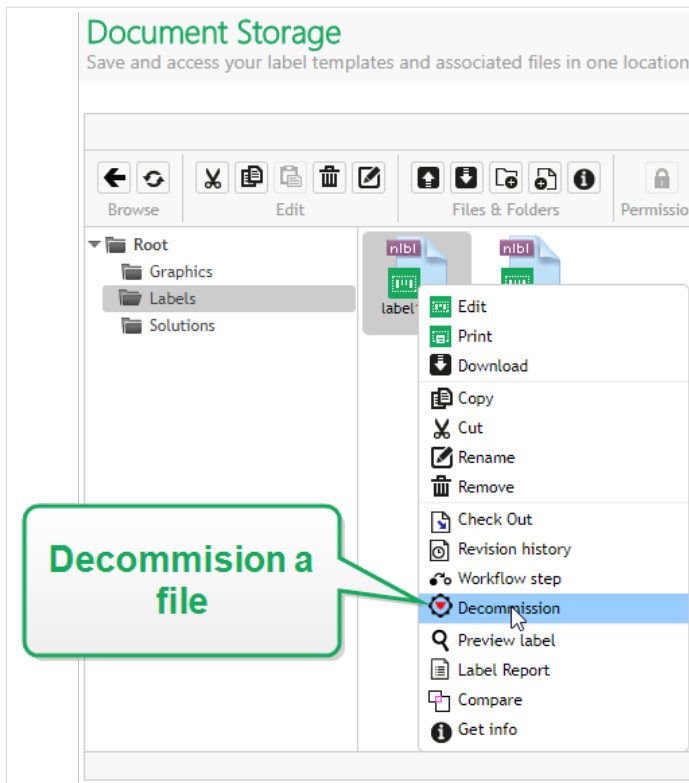 Document Storage
Save and access your label templates and associated files in one location
Browse
Edit
Files & Folders
Permissio
Root
Graphics
Labels
Solutions
nlbl
nlbl
label
Edit
Print
Download
Copy
Cut
Rename
Remove
Check Out
Revision history
Workflow step
Decommission
Preview label
Label Report
Compare
Get info
Decommision a
file